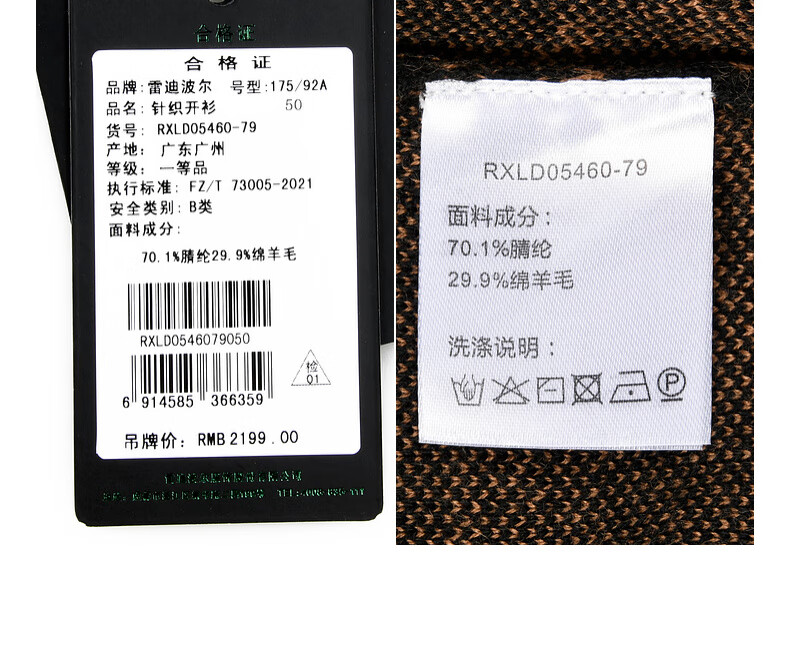 合格证
合格证
品牌:雷迪波尔 号型:175/92A
品名: 针织开衫 50
货号: RXLD05460-79
产地: 广东广州
等级: 一等品
执行标准: FZ/T 73005-2021
安全类别: B类
面料成分:
70.1%腈纶29.9%绵羊毛
RXLD0546079050
检
01
6 914585 366359
吊牌价: RMB 2199.00
RXLD05460-79
面料成分:
70.1%腈纶
29.9%绵羊毛
洗涤说明:
P